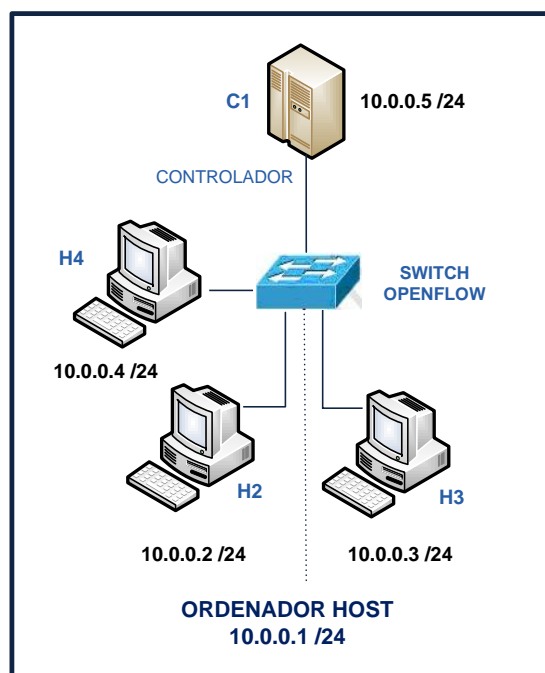 C1
10.0.0.5 /24
CONTROLADOR
H4
SWITCH
OPENFLOW
10.0.0.4 /24
H2
H3
10.0.0.2 /24
10.0.0.3 /24
ORDENADOR HOST
10.0.0.1 /24